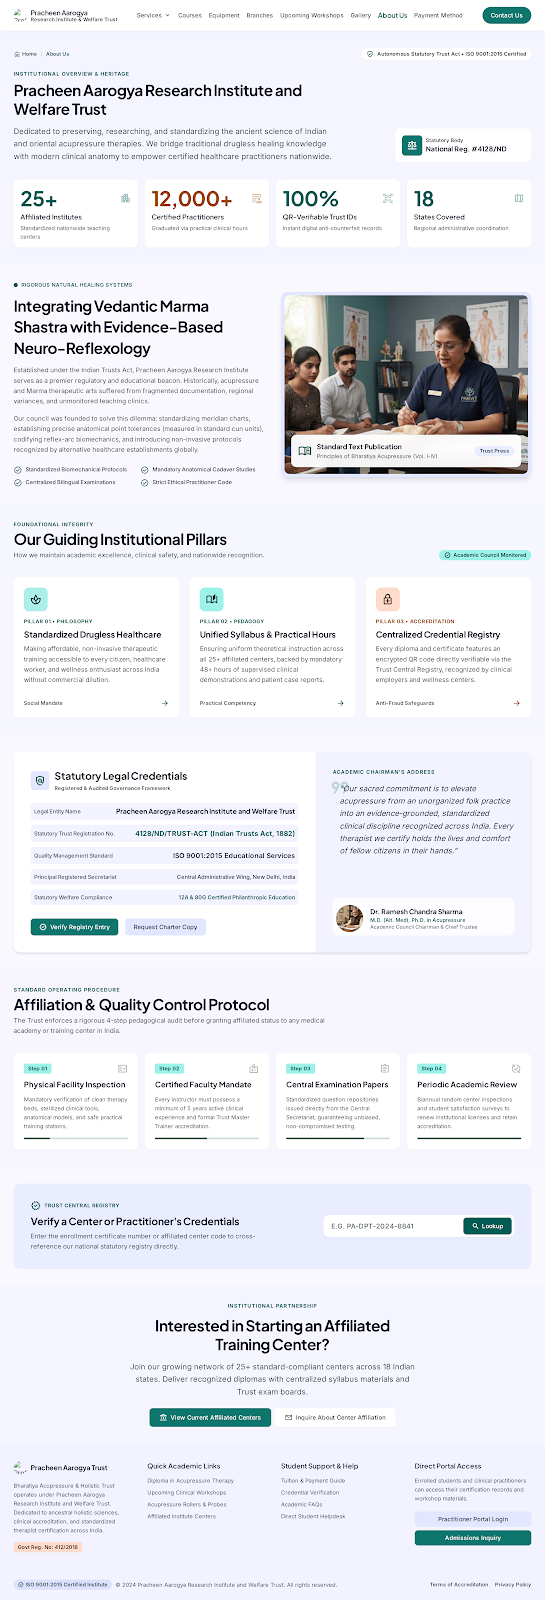 Pracheen Aarogya
Research Institute & Welfare Trust
Services
Courses
Equipment
Branches
Upcoming Workshops
Gallery
About Us
Payment Method
Contact Us
Home / About Us
Autonomous Statutory Trust Act • ISO 9001:2015 Certified
INSTITUTIONAL OVERVIEW & HERITAGE
Pracheen Aarogya Research Institute and
Welfare Trust
Dedicated to preserving, researching, and standardizing the ancient science of Indian
and oriental acupressure therapies. We bridge traditional drugless healing knowledge
with modern clinical anatomy to empower certified healthcare practitioners nationwide.
Statutory Body
National Reg. #4128/ND
25+
Affiliated Institutes
Standardized nationwide teaching
centers
12,000+
Certified Practitioners
Graduated via practical clinical hours
100%
QR-Verifiable Trust IDs
Instant digital anti-counterfeit records
18
States Covered
Regional administrative coordination
RIGOROUS NATURAL HEALING SYSTEMS
Integrating Vedantic Marma
Shastra with Evidence-Based
Neuro-Reflexology
Established under the Indian Trusts Act, Pracheen Aarogya Research Institute
serves as a premier regulatory and educational beacon. Historically, acupressure
and Marma therapeutic arts suffered from fragmented documentation, regional
variances, and unmonitored teaching clinics.
Our council was founded to solve this dilemma: standardizing meridian charts,
establishing precise anatomical point tolerances (measured in standard cun units),
codifying reflex-arc biomechanics, and introducing non-invasive protocols
recognized by alternative healthcare establishments globally.
Standardized Biomechanical Protocols
Mandatory Anatomical Cadaver Studies
Centralized Bilingual Examinations
Strict Ethical Practitioner Code
Standard Text Publication
Principles of Bharatiya Acupressure (Vol. I-IV)
Trust Press
FOUNDATIONAL INTEGRITY
Our Guiding Institutional Pillars
How we maintain academic excellence, clinical safety, and nationwide recognition.
Academic Council Monitored
PILLAR 01 • PHILOSOPHY
Standardized Drugless Healthcare
Making affordable, non-invasive therapeutic
training accessible to every citizen, healthcare
worker, and wellness enthusiast across India
without commercial dilution.
Social Mandate
PILLAR 02 • PEDAGOGY
Unified Syllabus & Practical Hours
Ensuring uniform theoretical instruction across
all 25+ affiliated centers, backed by mandatory
48+ hours of supervised clinical
demonstrations and patient case reports.
Practical Competency
PILLAR 03 • ACCREDITATION
Centralized Credential Registry
Every diploma and certificate features an
encrypted QR code directly verifiable via the
Trust Central Registry, recognized by clinical
employers and wellness centers.
Anti-Fraud Safeguards
Statutory Legal Credentials
Registered & Audited Governance Framework
Legal Entity Name
Pracheen Aarogya Research Institute and Welfare Trust
Statutory Trust Registration No.
4128/ND/TRUST-ACT (Indian Trusts Act, 1882)
Quality Management Standard
ISO 9001:2015 Educational Services
Principal Registered Secretariat
Central Administrative Wing, New Delhi, India
Statutory Welfare Compliance
12A & 80G Certified Philanthropic Education
Verify Registry Entry
Request Charter Copy
ACADEMIC CHAIRMAN'S ADDRESS
"Our sacred commitment is to elevate
acupressure from an unorganized folk practice
into an evidence-grounded, standardized
clinical discipline recognized across India. Every
therapist we certify holds the lives and comfort
of fellow citizens in their hands."
Dr. Ramesh Chandra Sharma
M.D. (Alt. Med), Ph.D. in Acupressure
Academic Council Chairman & Chief Trustee
STANDARD OPERATING PROCEDURE
Affiliation & Quality Control Protocol
The Trust enforces a rigorous 4-step pedagogical audit before granting affiliated status to any medical
academy or training center in India.
Step 01
Physical Facility Inspection
Mandatory verification of clean therapy
beds, sterilized clinical tools,
anatomical models, and safe practical
training stations.
Step 02
Certified Faculty Mandate
Every instructor must possess a
minimum of 5 years active clinical
experience and formal Trust Master
Trainer accreditation.
Step 03
Central Examination Papers
Standardized question repositories
issued directly from the Central
Secretariat, guaranteeing unbiased,
non-compromised testing.
Step 04
Periodic Academic Review
Biannual random center inspections
and student satisfaction surveys to
renew institutional licenses and retain
accreditation.
TRUST CENTRAL REGISTRY
Verify a Center or Practitioner's Credentials
Enter the enrollment certificate number or affiliated center code to cross-
reference our national statutory registry directly.
E.G. PA-DPT-2024-8841
Lookup
INSTITUTIONAL PARTNERSHIP
Interested in Starting an Affiliated
Training Center?
Join our growing network of 25+ standard-compliant centers across 18 Indian
states. Deliver recognized diplomas with centralized syllabus materials and
Trust exam boards.
View Current Affiliated Centers
Inquire About Center Affiliation
Pracheen Aarogya Trust
Bharatiya Acupressure & Holistic Trust
operates under Pracheen Aarogya
Research Institute and Welfare Trust.
Dedicated to ancestral holistic sciences,
clinical accreditation, and standardized
therapist certification across India.
Govt Reg. No: 412/2018
Quick Academic Links
Diploma in Acupressure Therapy
Upcoming Clinical Workshops
Acupressure Rollers & Probes
Affiliated Institute Centers
Student Support & Help
Tuition & Payment Guide
Credential Verification
Academic FAQs
Direct Student Helpdesk
Direct Portal Access
Enrolled students and clinical practitioners
can access their certification records and
workshop materials.
Practitioner Portal Login
Admissions Inquiry
ISO 9001:2015 Certified Institute
© 2024 Pracheen Aarogya Research Institute and Welfare Trust. All rights reserved.
Terms of Accreditation
Privacy Policy